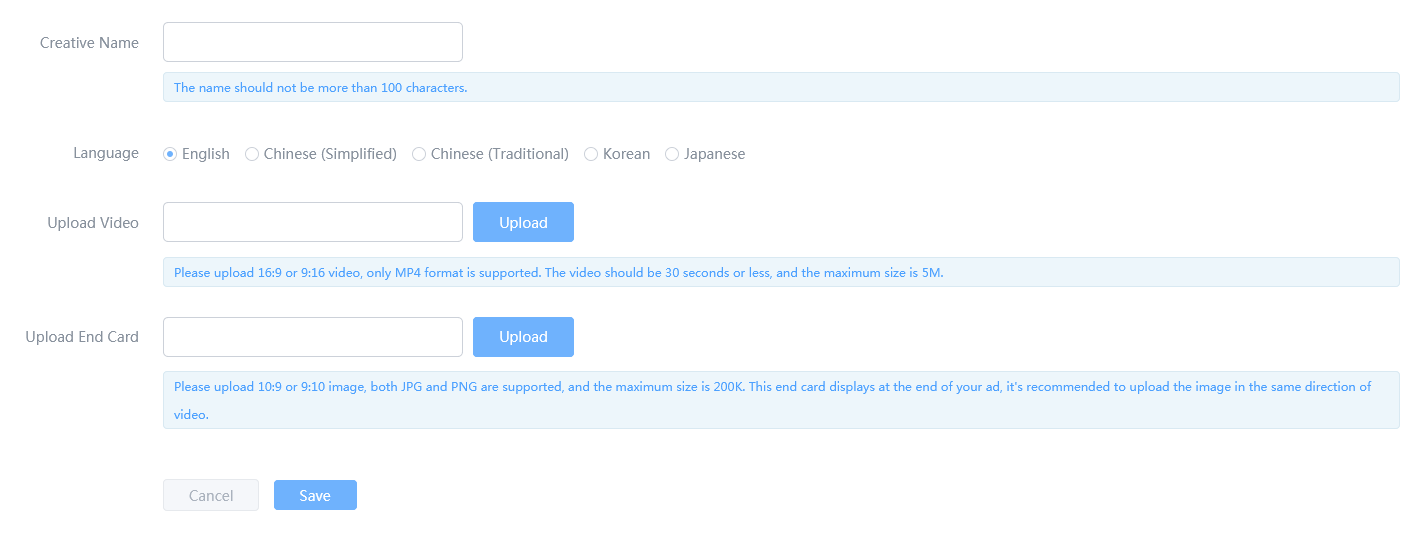 Creative Name
The name should not be more than 100 characters.
Language English Chinese (Simplified) Chinese (Traditional) Korean Japanese
Upload Video Upload
Please upload 16:9 or 9:16 video, only MP4 format is supported. The video should be 30 seconds or less, and the maximum size is 5M.
Upload End Card Upload
Please upload 10:9 or 9:10 image, both JPG and PNG are supported, and the maximum size is 200K. This end card displays at the end of your ad, it's recommended to upload the image in the same direction of
video.
Cancel Save